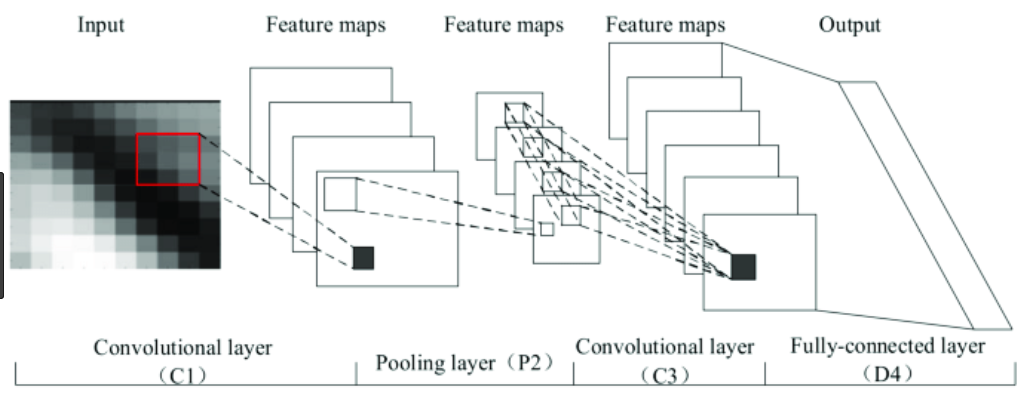 Input
Feature maps
Feature maps
Feature maps
Output
Convolutional layer
（C1）
Pooling layer（P2）
Convolutional layer
（C3）
Fully-connected layer
（D4）